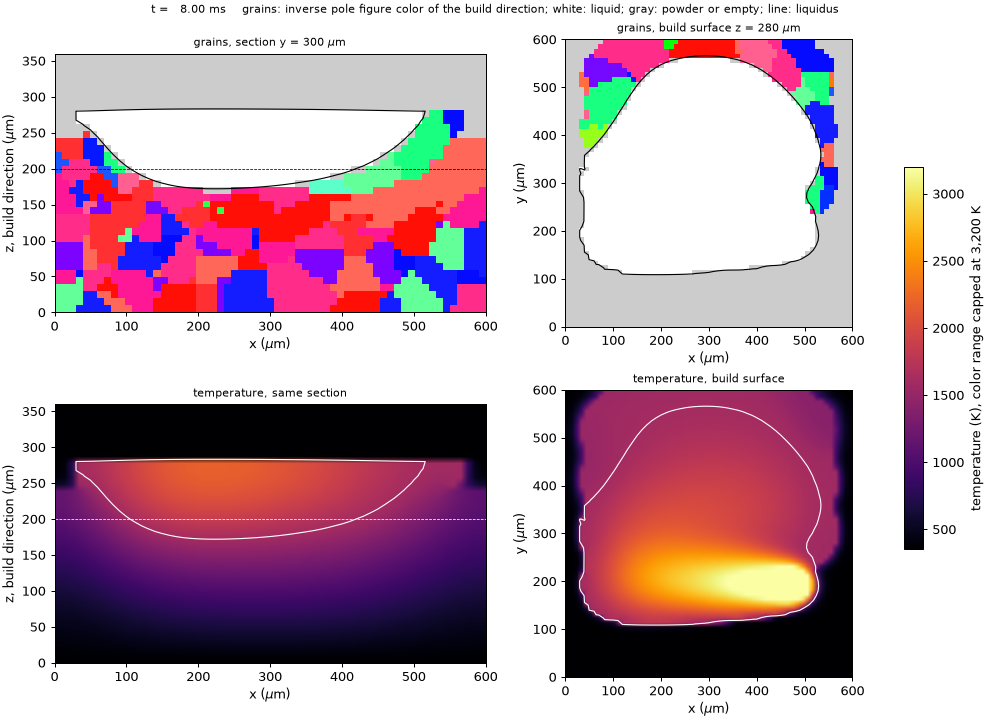 t =   8.00 ms     grains: inverse pole figure color of the build direction; white: liquid; gray: powder or empty; line: liquidus
grains, section y = 300 μm
350
300
250
200
150
100
50
0
z, build direction (μm)
0 100 200 300 400 500 600
x (μm)
grains, build surface z = 280 μm
600
500
400
300
200
100
0
y (μm)
0 100 200 300 400 500 600
x (μm)
temperature, same section
350
300
250
200
150
100
50
0
z, build direction (μm)
0 100 200 300 400 500 600
x (μm)
temperature, build surface
600
500
400
300
200
100
0
y (μm)
0 100 200 300 400 500 600
x (μm)
3000
2500
2000
1500
1000
500
temperature (K), color range capped at 3,200 K